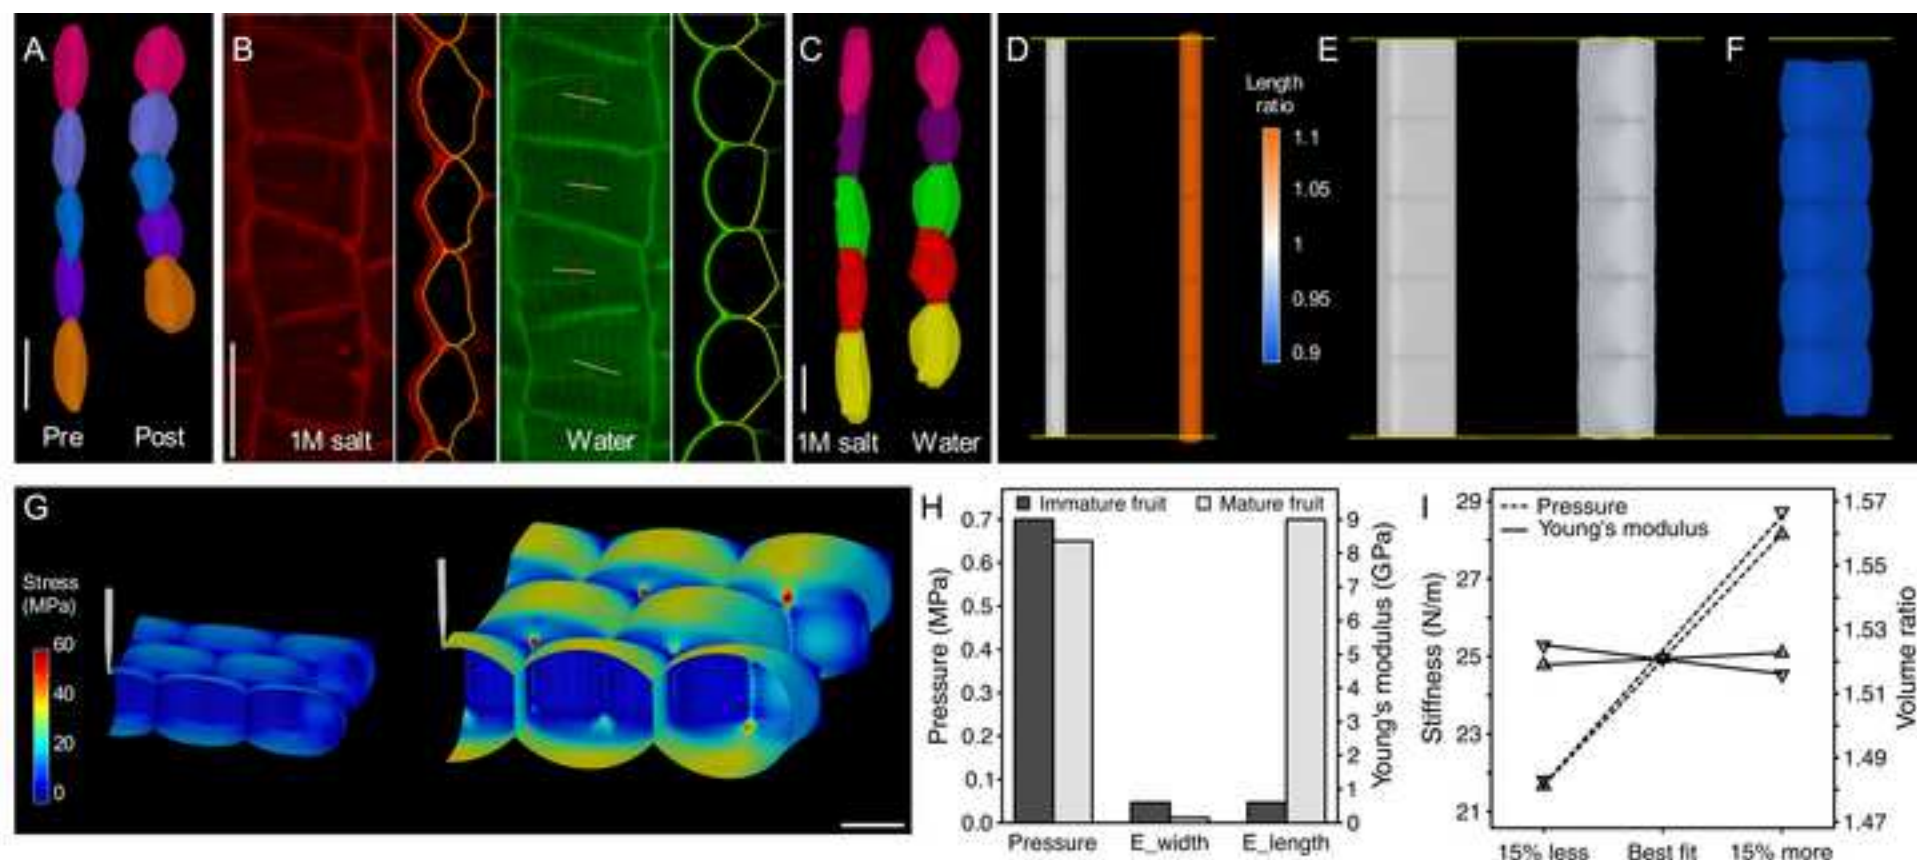 A
Pre
Post
B
1M salt
Water
C
1M salt
Water
D
Length
ratio
1.1
1.05
1
0.95
0.9
E
F
G
Stress
(MPa)
60
40
20
0
H
Immature fruit
Mature fruit
Pressure (MPa)
0.7
0.6
0.5
0.4
0.3
0.2
0.1
0.0
Young's modulus (GPa)
9
8
7
6
5
4
3
2
1
0
Pressure
E_width
E_length
I
Pressure
Young's modulus
Stiffness (N/m)
29
27
25
23
21
Volume ratio
1.57
1.55
1.53
1.51
1.49
1.47
15% less
Best fit
15% more